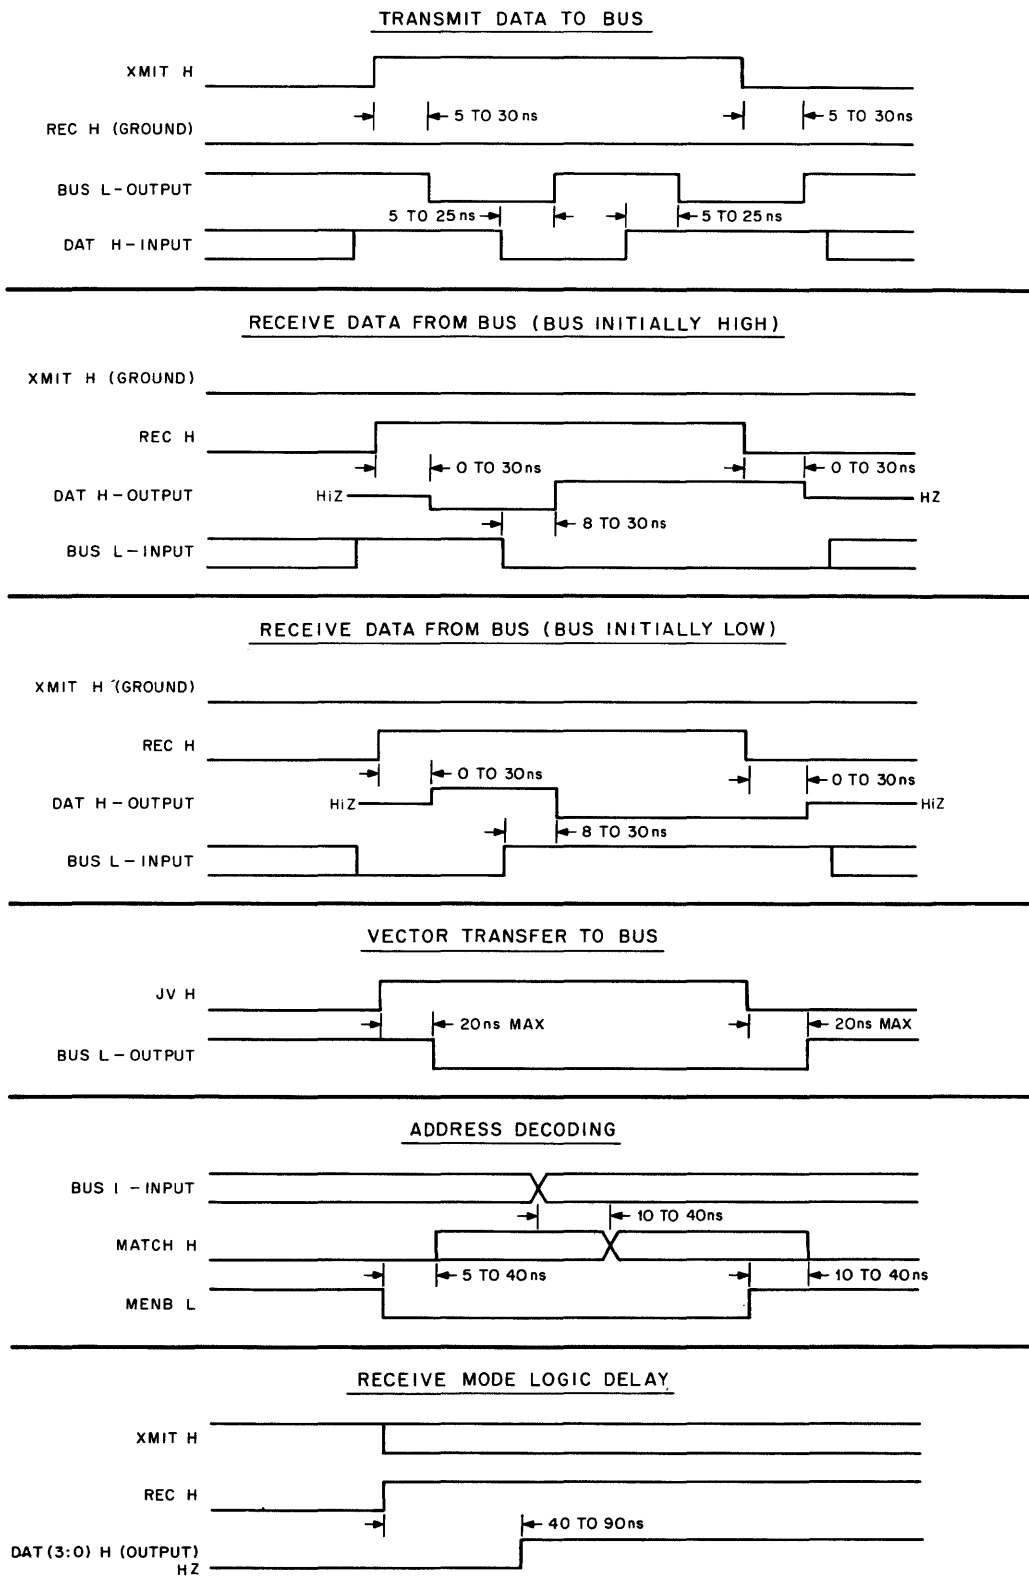 TRANSMIT DATA TO BUS
XMIT H
5 TO 30ns
5 TO 30ns
REC H (GROUND)
BUS L-OUTPUT
5 TO 25ns
5 TO 25ns
DAT H-INPUT
RECEIVE DATA FROM BUS (BUS INITIALLY HIGH)
XMIT H (GROUND)
REC H
0 TO 30ns
0 TO 30ns
DAT H-OUTPUT
HiZ
HZ
8 TO 30ns
BUS L-INPUT
RECEIVE DATA FROM BUS (BUS INITIALLY LOW)
XMIT H (GROUND)
REC H
0 TO 30ns
0 TO 30ns
DAT H-OUTPUT
HiZ
HiZ
8 TO 30ns
BUS L-INPUT
VECTOR TRANSFER TO BUS
JV H
20ns MAX
20ns MAX
BUS L-OUTPUT
ADDRESS DECODING
BUS I-INPUT
10 TO 40ns
MATCH H
5 TO 40ns
10 TO 40ns
MENB L
RECEIVE MODE LOGIC DELAY
XMIT H
REC H
40 TO 90ns
DAT (3:0) H (OUTPUT)
HZ